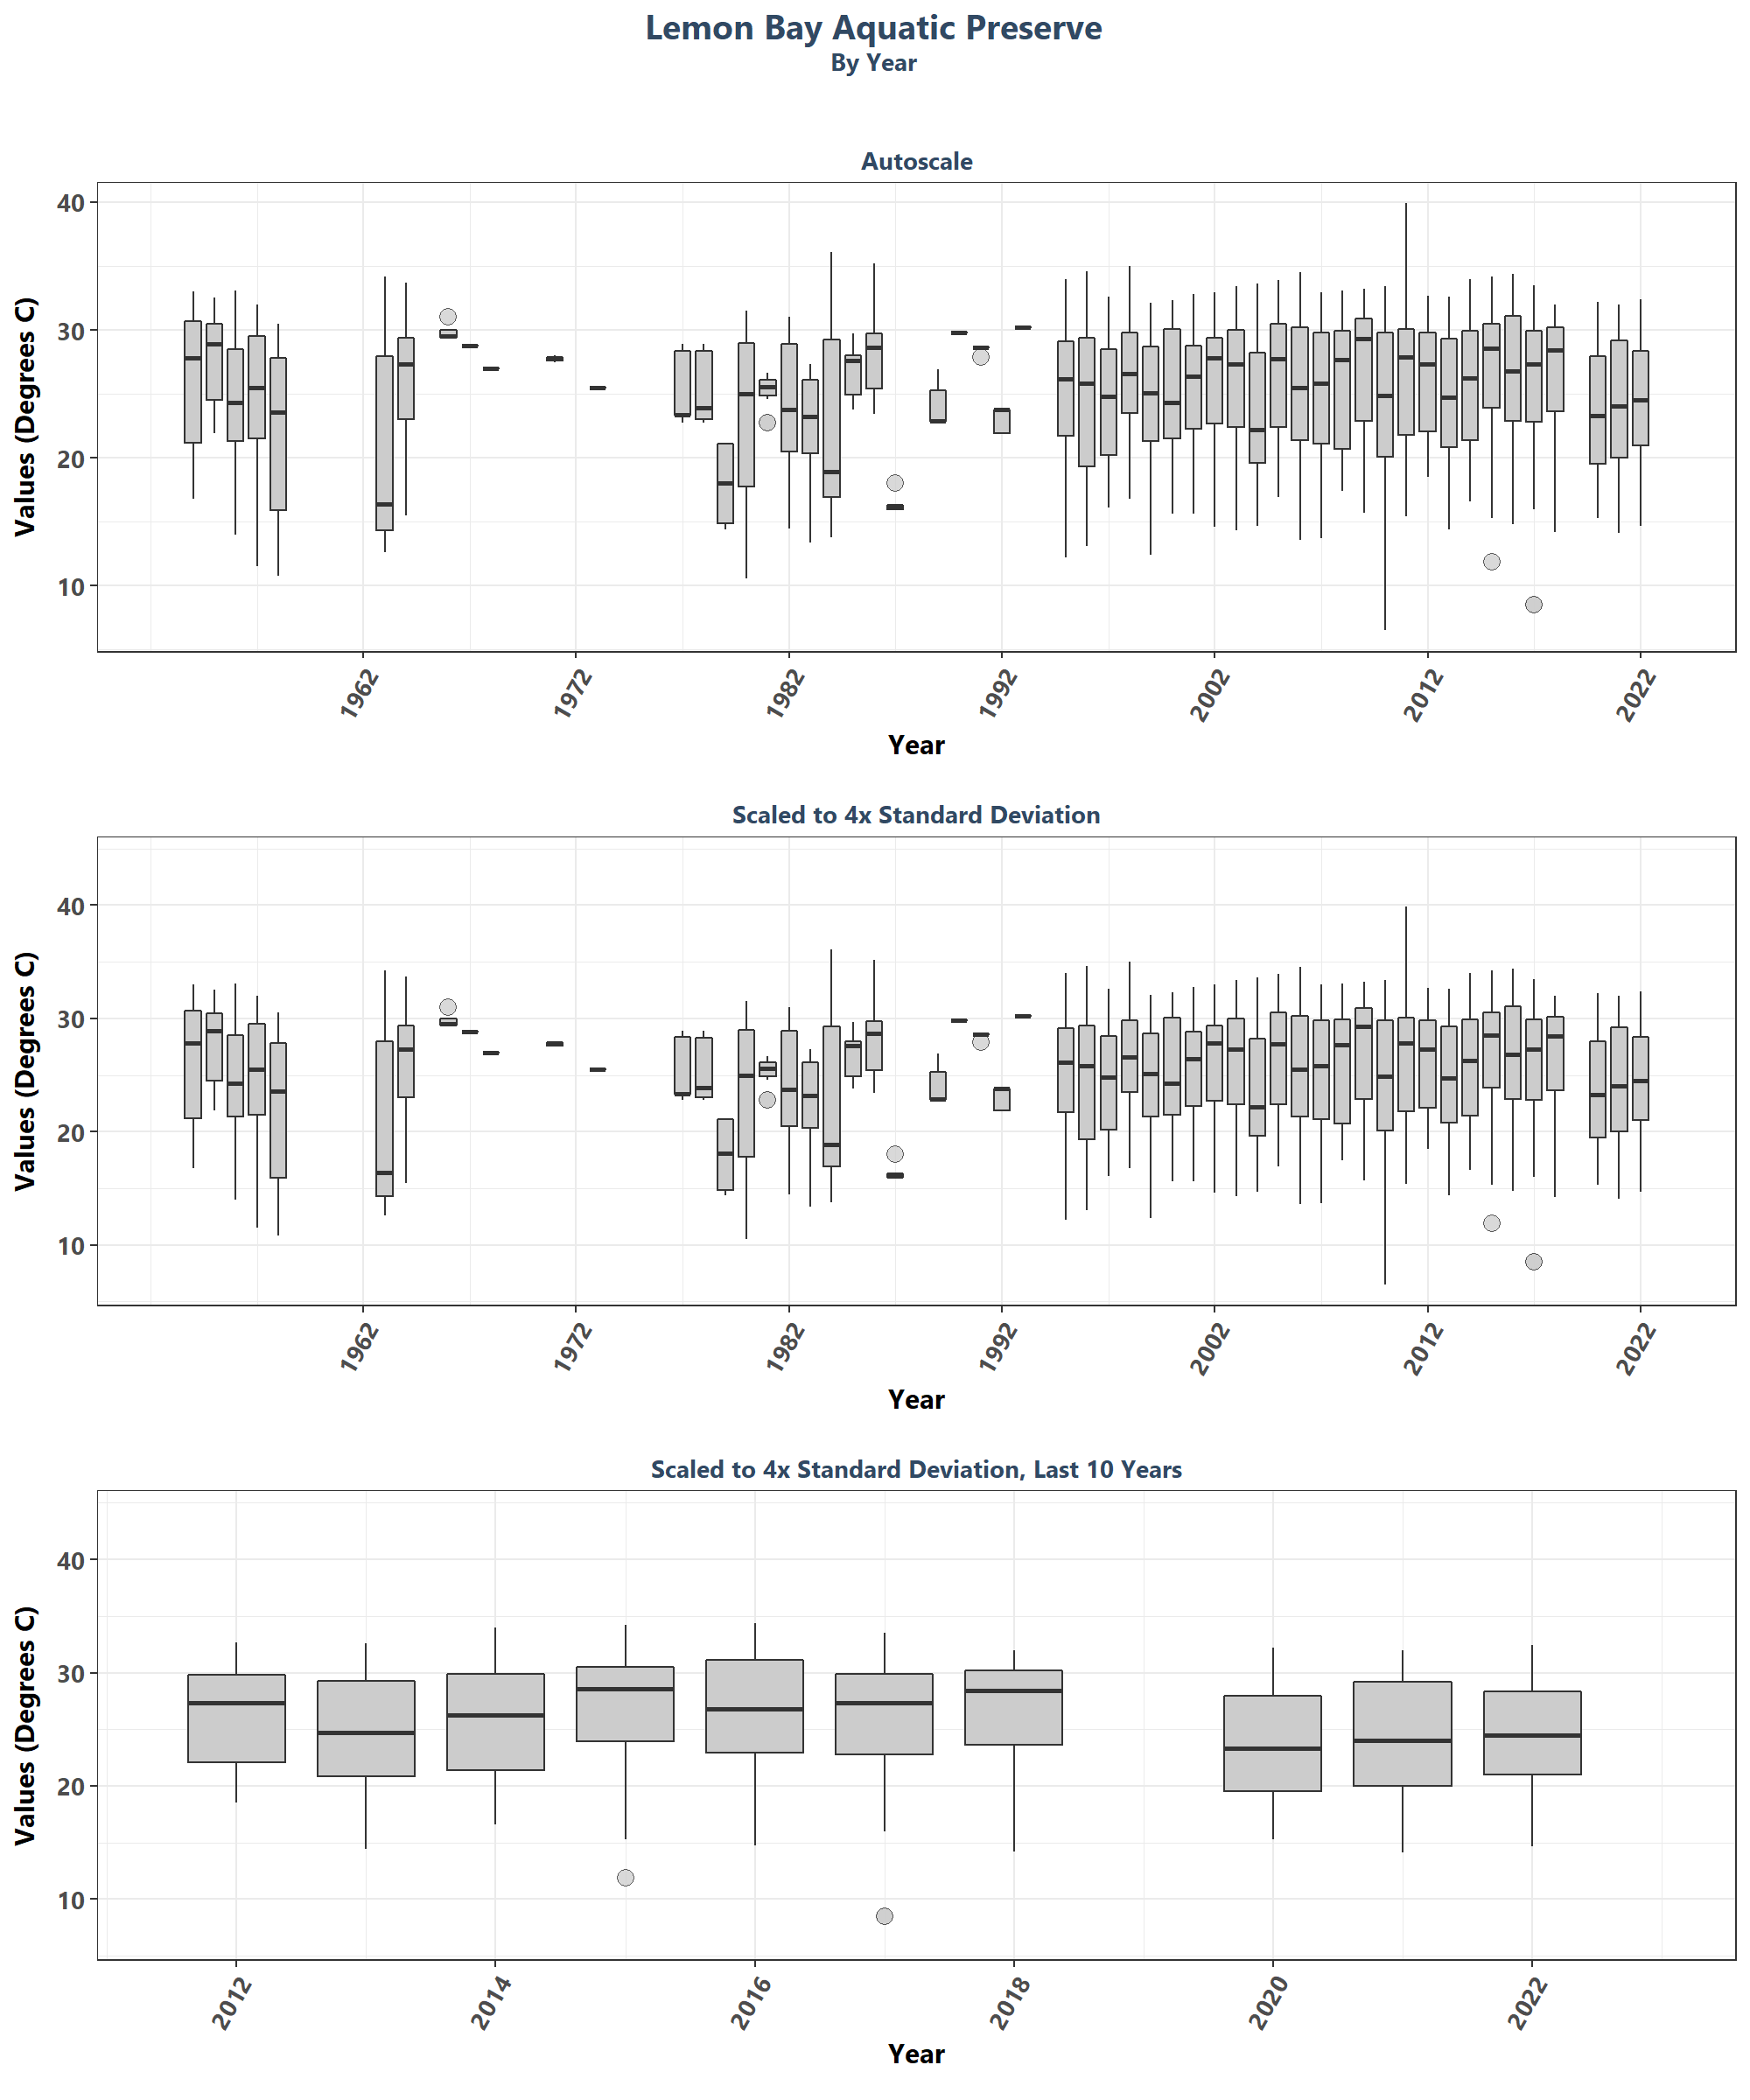 Lemon Bay Aquatic Preserve
By Year
Autoscale
Values (Degrees C)
40
30
20
10
1962
1972
1982
1992
2002
2012
2022
Year
Scaled to 4x Standard Deviation
Values (Degrees C)
40
30
20
10
1962
1972
1982
1992
2002
2012
2022
Year
Scaled to 4x Standard Deviation, Last 10 Years
Values (Degrees C)
40
30
20
10
2012
2014
2016
2018
2020
2022
Year